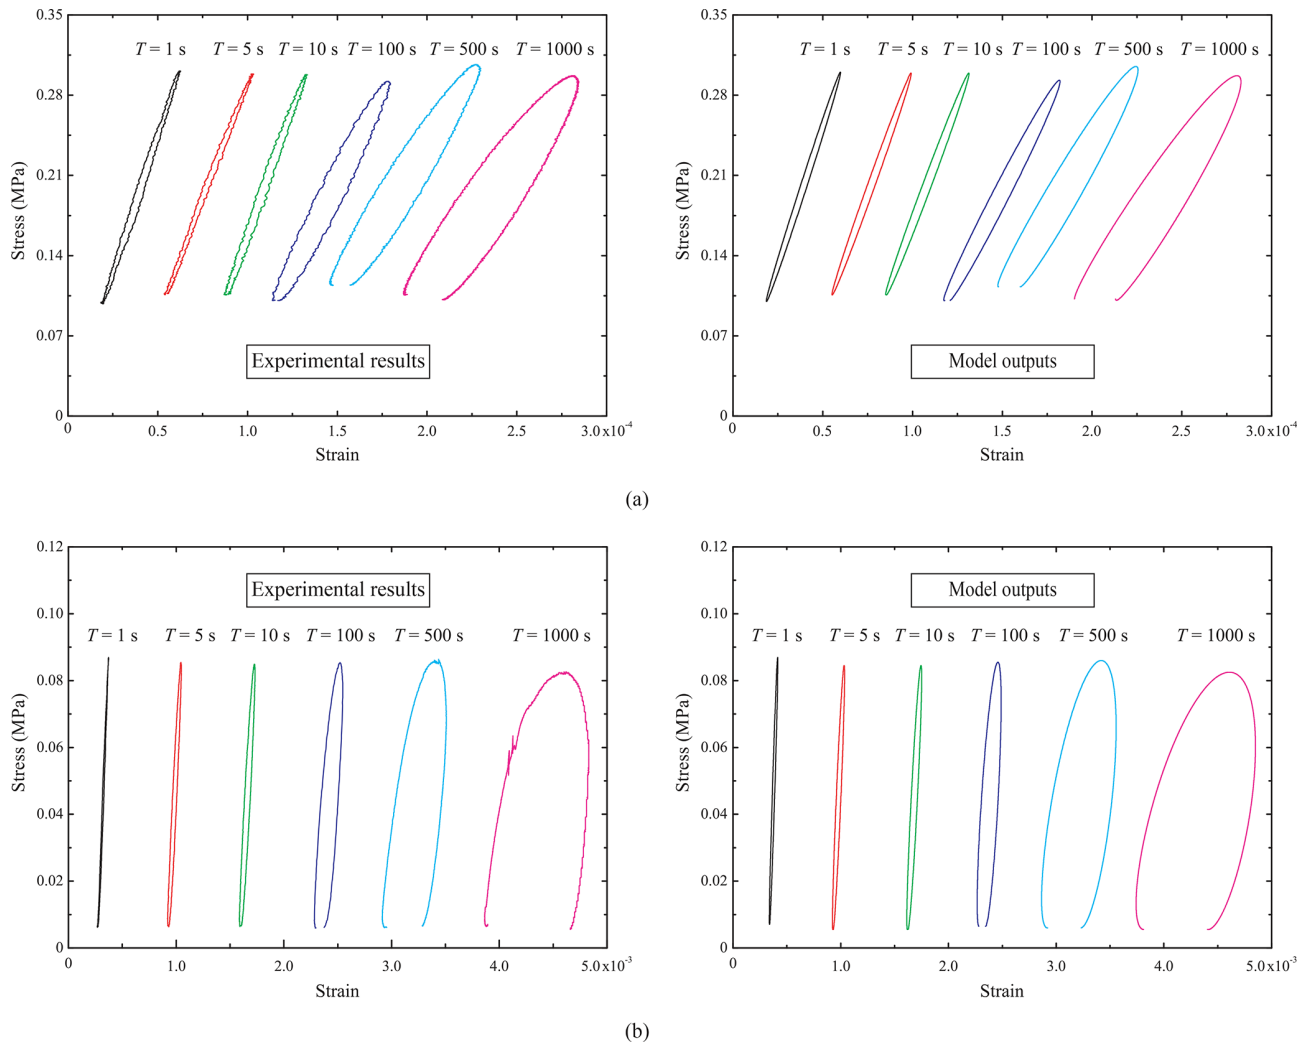 0.35
0.28
0.21
0.14
0.07
0
Stress (MPa)
T = 1 s T = 5 s T = 10 s T = 100 s T = 500 s T = 1000 s
Experimental results
0 0.5 1.0 1.5 2.0 2.5 3.0x10-4
Strain
0.35
0.28
0.21
0.14
0.07
0
Stress (MPa)
T = 1 s T = 5 s T = 10 s T = 100 s T = 500 s T = 1000 s
Model outputs
0 0.5 1.0 1.5 2.0 2.5 3.0x10-4
Strain
(a)
0.12
0.10
0.08
0.06
0.04
0.02
0
Stress (MPa)
Experimental results
T = 1 s T = 5 s T = 10 s T = 100 s T = 500 s T = 1000 s
0 1.0 2.0 3.0 4.0 5.0x10-3
Strain
0.12
0.10
0.08
0.06
0.04
0.02
0
Stress (MPa)
Model outputs
T = 1 s T = 5 s T = 10 s T = 100 s T = 500 s T = 1000 s
0 1.0 2.0 3.0 4.0 5.0x10-3
Strain
(b)